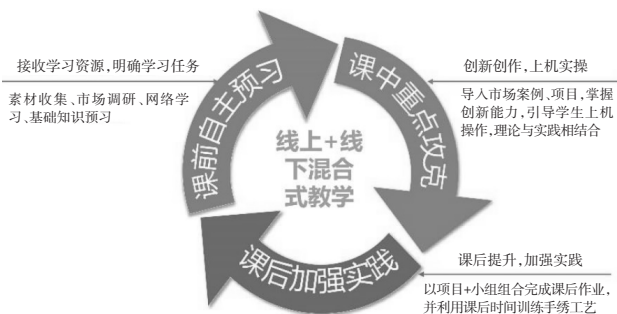 接收学习资源,明确学习任务
素材收集、市场调研、网络学
习、基础知识预习
课前自主预习
课中重点攻克
创新创作,上机实操
导入市场案例、项目,掌握
创新能力,引导学生上机
操作,理论与实践相结合
线上+线
下混合
式教学
课后加强实践
课后提升,加强实践
以项目+小组组合完成课后作业,
并利用课后时间训练手绣工艺